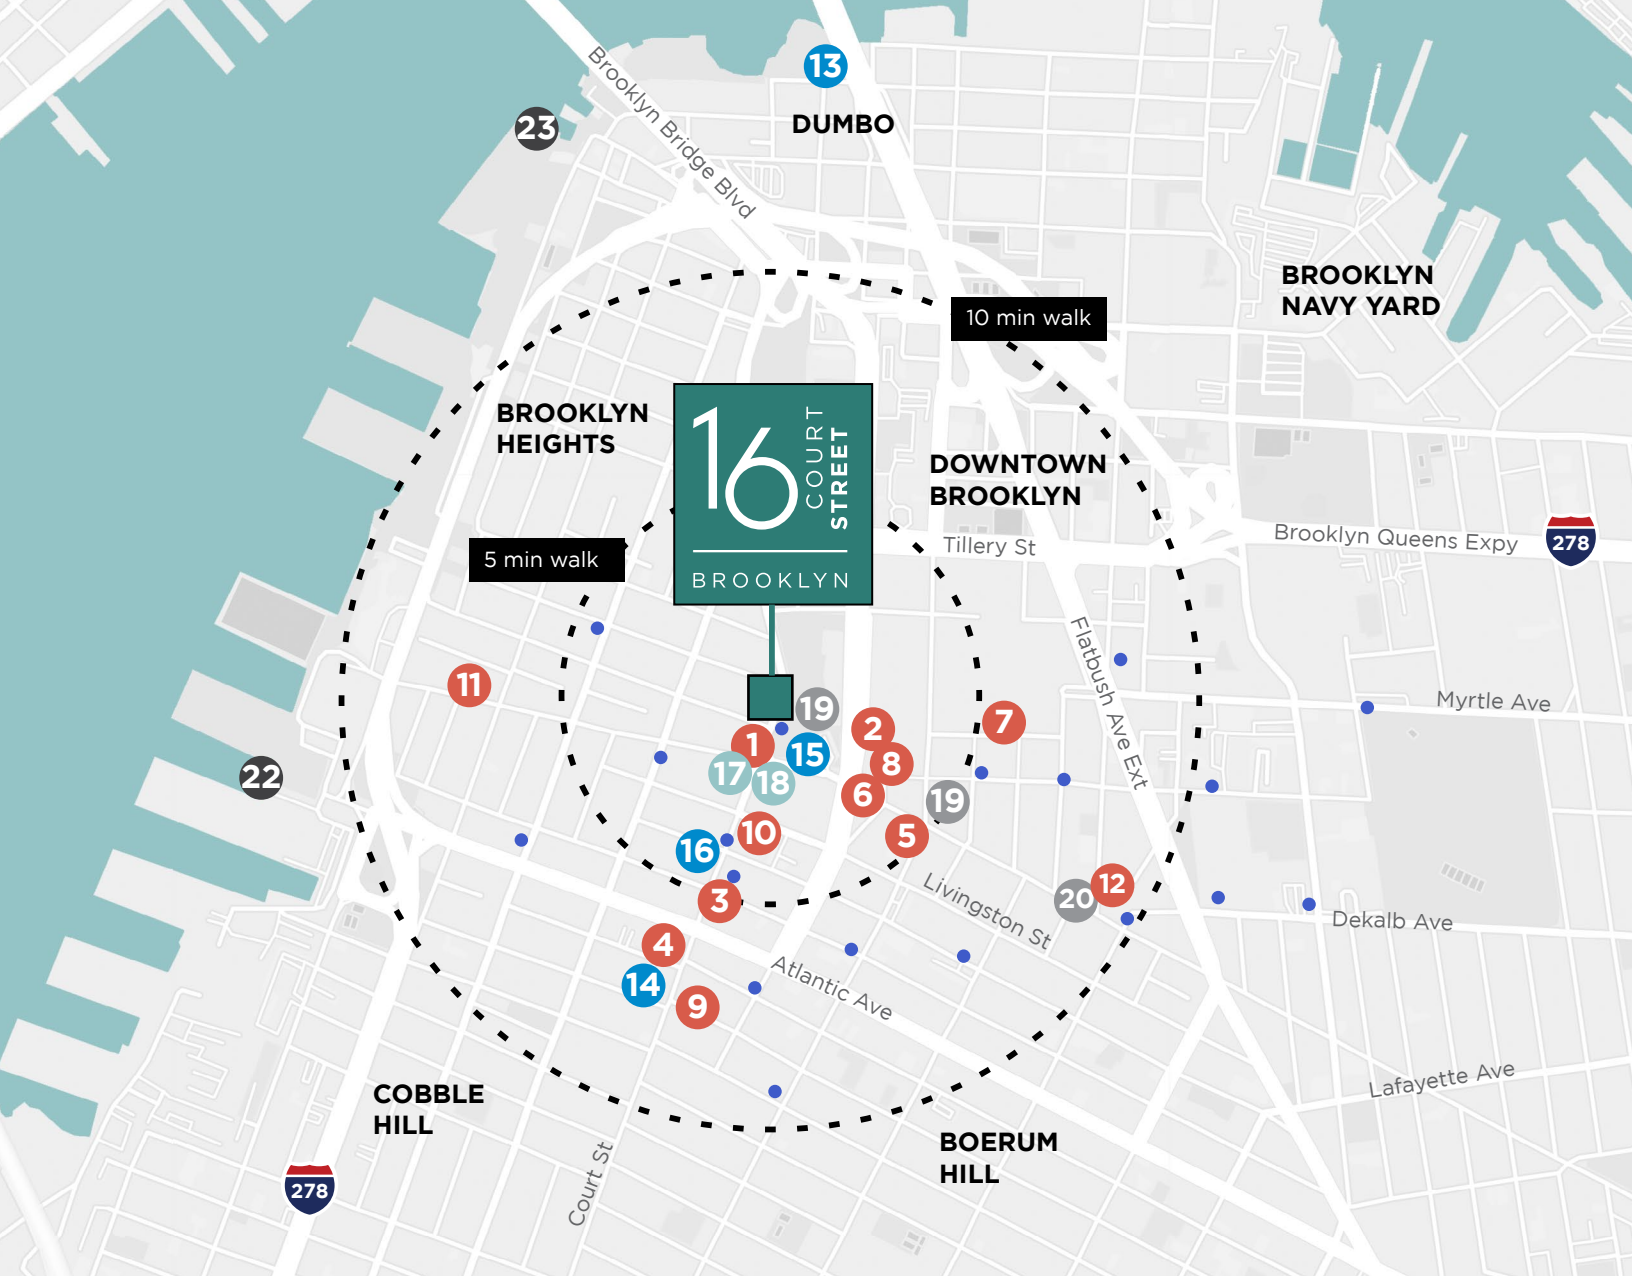 13
DUMBO
23
Brooklyn Bridge Blvd
BROOKLYN
NAVY YARD
10 min walk
BROOKLYN
HEIGHTS
16
COURT
STREET
BROOKLYN
DOWNTOWN
BROOKLYN
5 min walk
Tillery St
Brooklyn Queens Expy
278
Flatbush Ave Ext
11
19
2
7
Myrtle Ave
1
15
8
17
18
22
6
19
10
5
16
12
20
3
Livingston St
Dekalb Ave
4
14
9
Atlantic Ave
Lafayette Ave
COBBLE
HILL
BOERUM
HILL
Court St
278